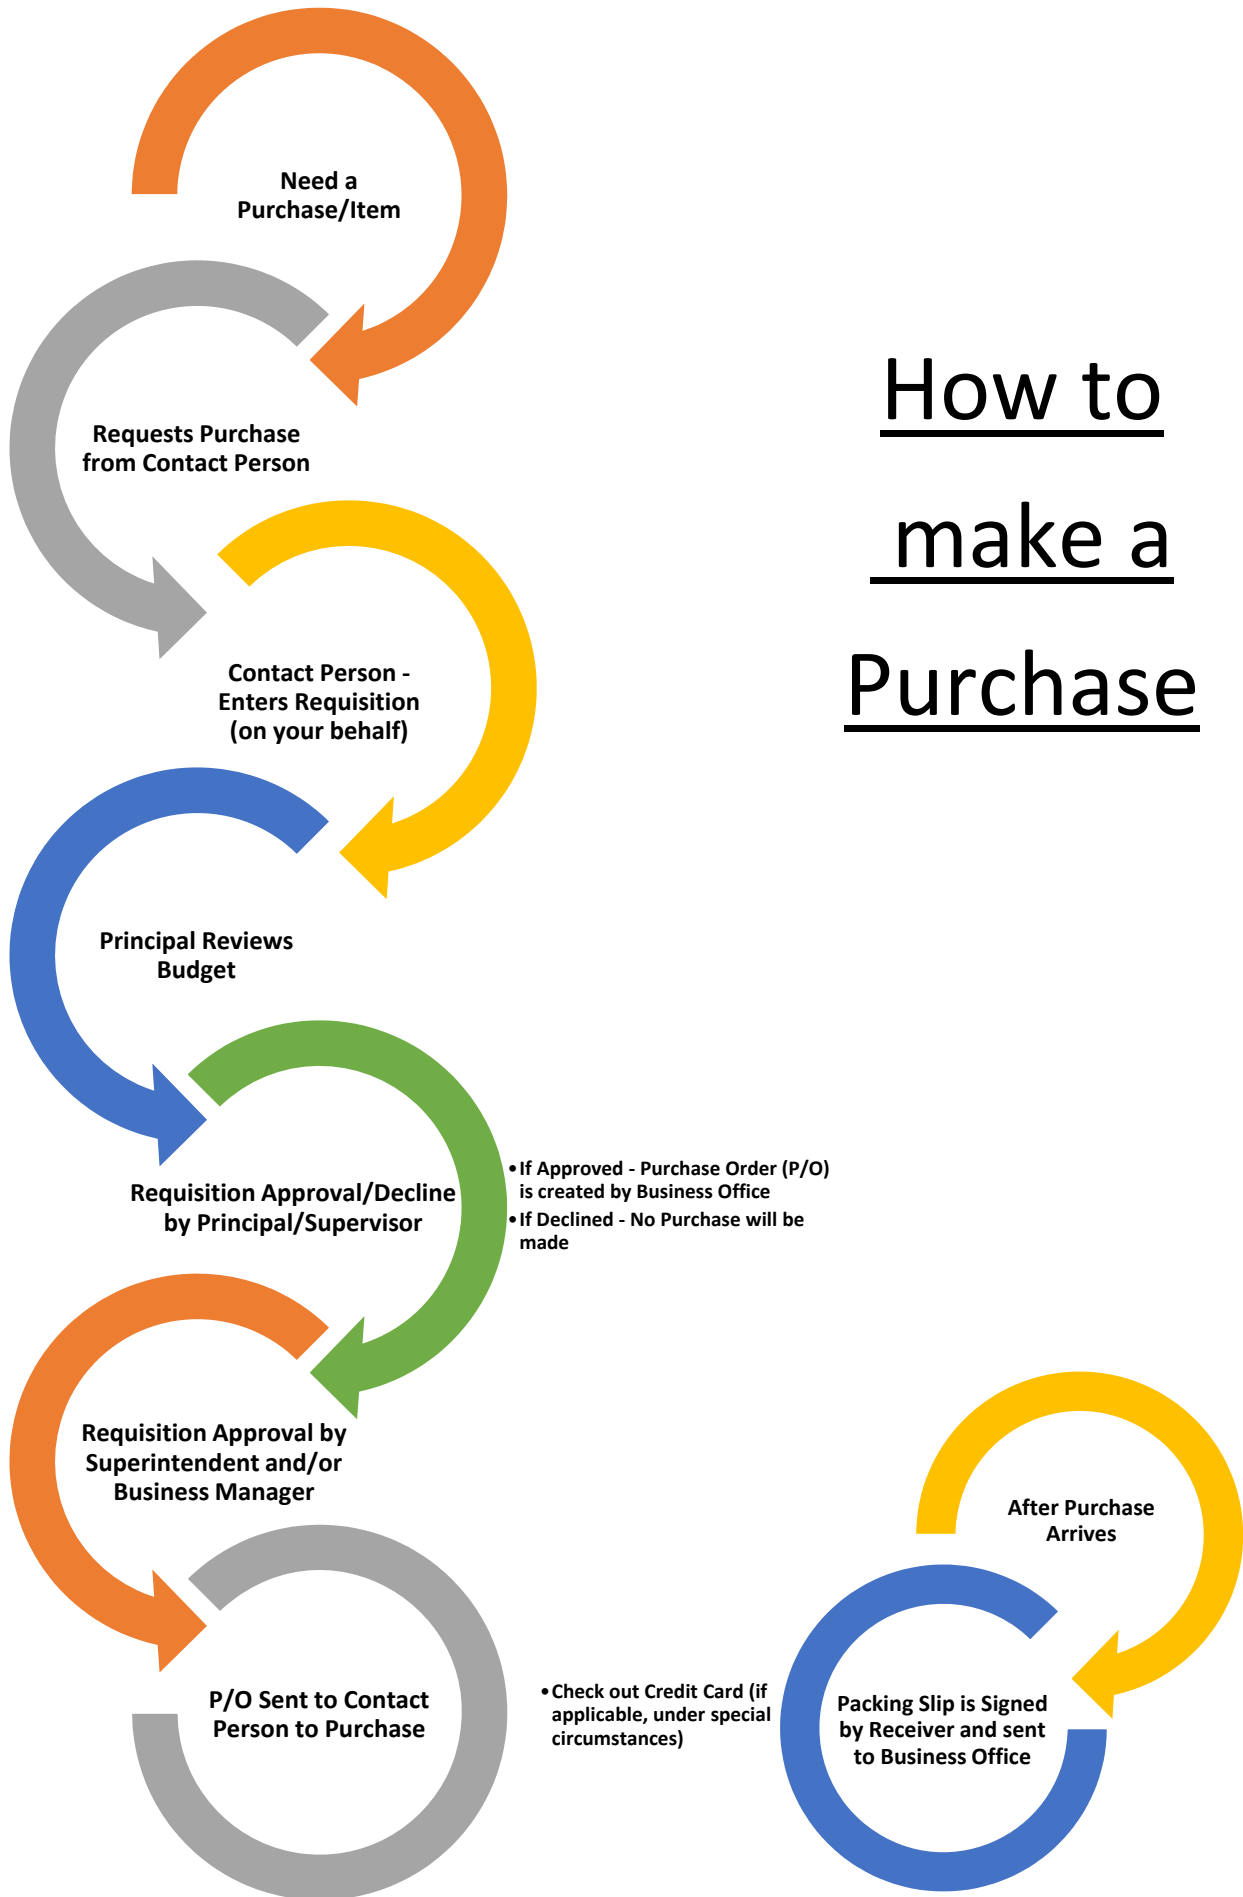 Need a
Purchase/Item
How to
make a
Purchase
Requests Purchase
from Contact Person
Contact Person -
Enters Requisition
(on your behalf)
Principal Reviews
Budget
Requisition Approval/Decline
by Principal/Supervisor
•If Approved - Purchase Order (P/O)
is created by Business Office
•If Declined - No Purchase will be
made
Requisition Approval by
Superintendent and/or
Business Manager
P/O Sent to Contact
Person to Purchase
•Check out Credit Card (if
applicable, under special
circumstances)
After Purchase
Arrives
Packing Slip is Signed
by Receiver and sent
to Business Office